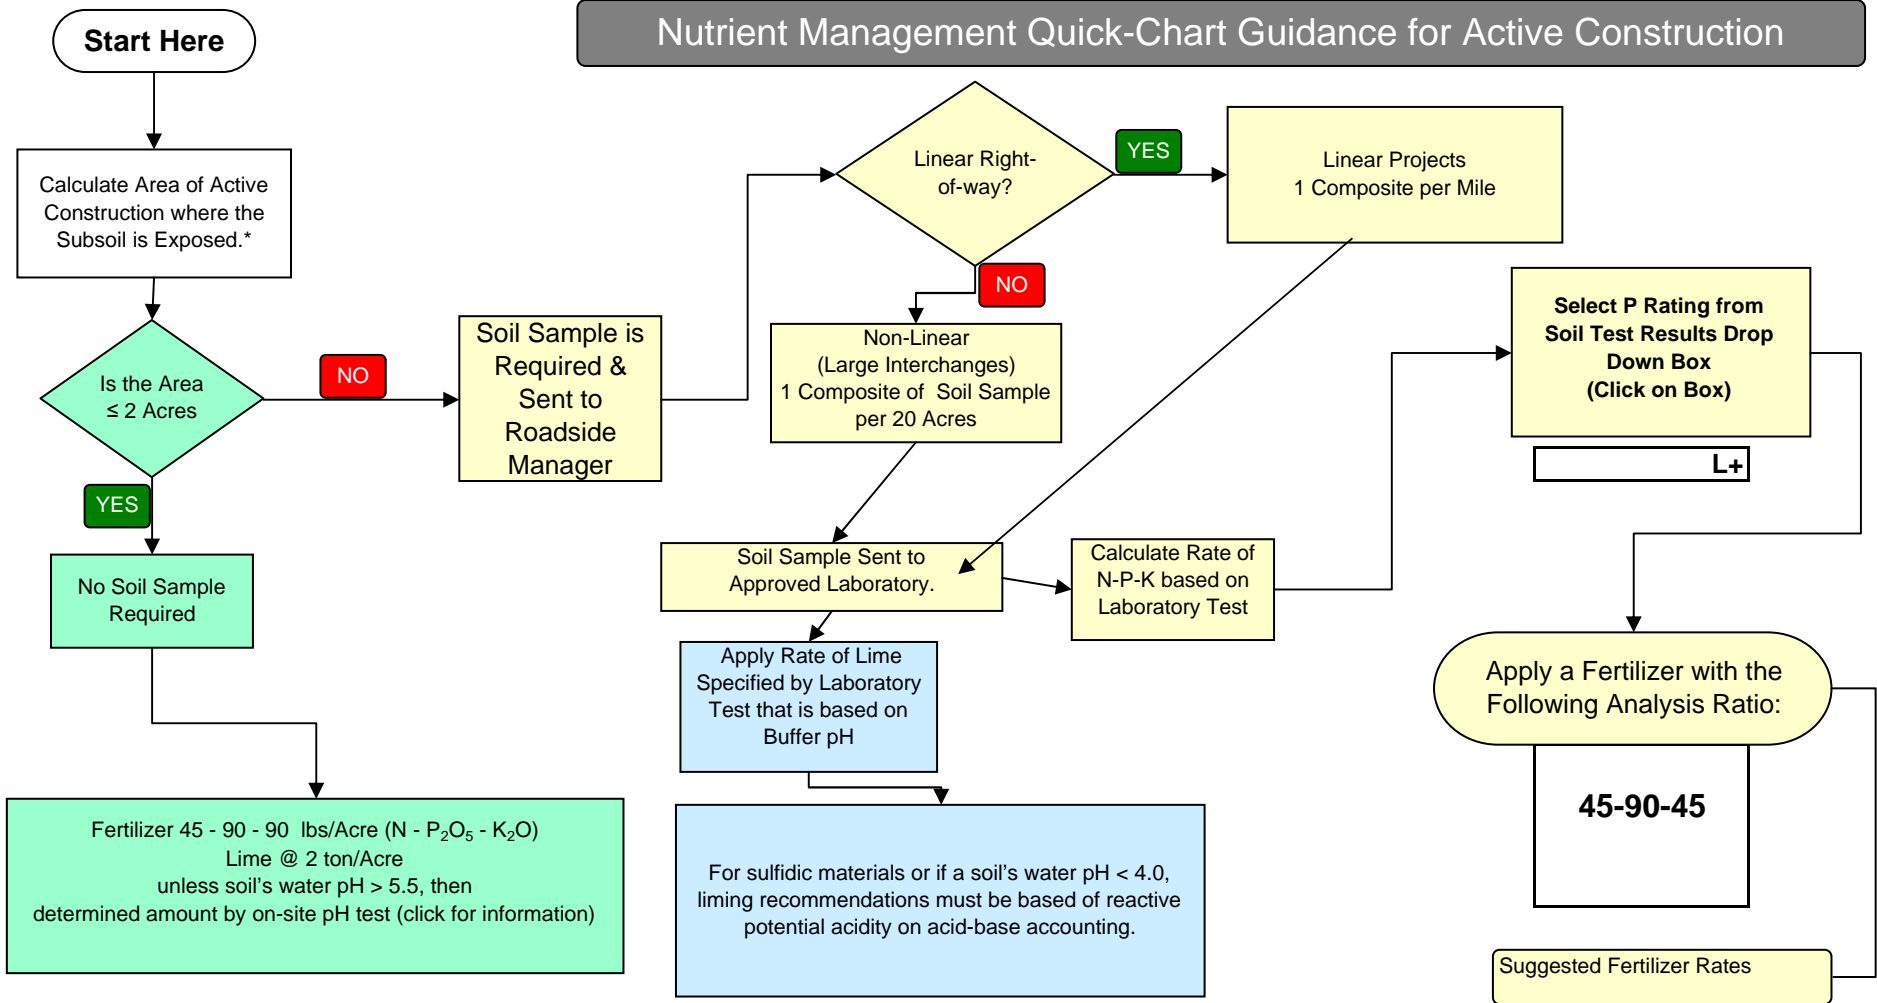 Start Here
Nutrient Management Quick-Chart Guidance for Active Construction
Calculate Area of Active
Construction where the
Subsoil is Exposed.*
Is the Area
≤ 2 Acres
NO
YES
No Soil Sample
Required
Fertilizer 45 - 90 - 90  lbs/Acre (N - P₂O₅ - K₂O)
Lime @ 2 ton/Acre
unless soil's water pH > 5.5, then
determined amount by on-site pH test (click for information)
Soil Sample is
Required &
Sent to
Roadside
Manager
Linear Right-
of-way?
YES
NO
Linear Projects
1 Composite per Mile
Non-Linear
(Large Interchanges)
1 Composite of  Soil Sample
per 20 Acres
Soil Sample Sent to
Approved Laboratory.
Apply Rate of Lime
Specified by Laboratory
Test that is based on
Buffer pH
For sulfidic materials or if a soil's water pH < 4.0,
liming recommendations must be based of reactive
potential acidity on acid-base accounting.
Calculate Rate of
N-P-K based on
Laboratory Test
Select P Rating from
Soil Test Results Drop
Down Box
(Click on Box)
L+
Apply a Fertilizer with the
Following Analysis Ratio:
45-90-45
Suggested Fertilizer Rates